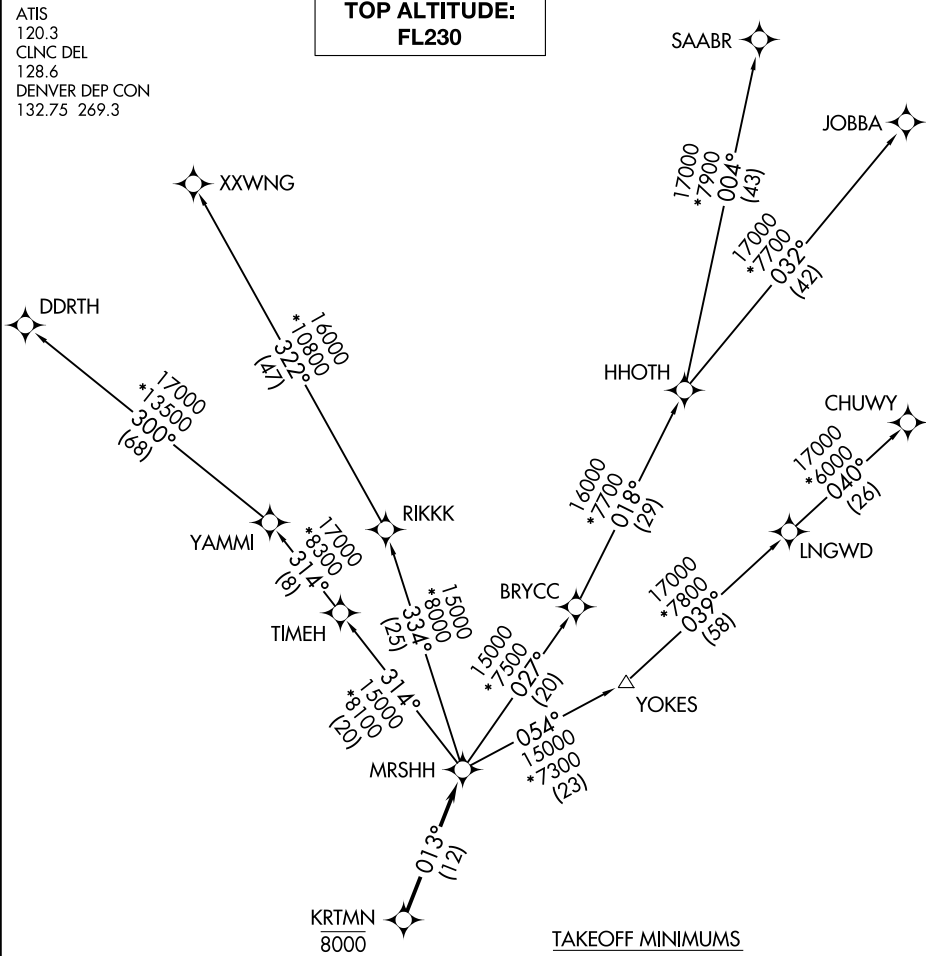 ATIS
120.3
CLNC DEL
128.6
DENVER DEP CON
132.75 269.3
TOP ALTITUDE:
FL230
SAABR
JOBBA
17000
*7900
004°
(43)
17000
*7700
032°
(42)
XXWNG
DDRTH
16000
*10800
322°
(47)
17000
*13500
300°
(68)
HHOTH
CHUWY
17000
*6000
040°
(26)
16000
*7700
018°
(29)
YAMMI
RIKKK
LNGWD
17000
*8300
314°
(8)
TIMEH
15000
*8000
334°
(25)
BRYCC
17000
*7800
039°
(58)
15000
*7500
027°
(20)
314°
15000
*8100
(20)
YOKES
054°
15000
*7300
(23)
MRSHH
013°
(12)
KRTMN
8000
TAKEOFF MINIMUMS